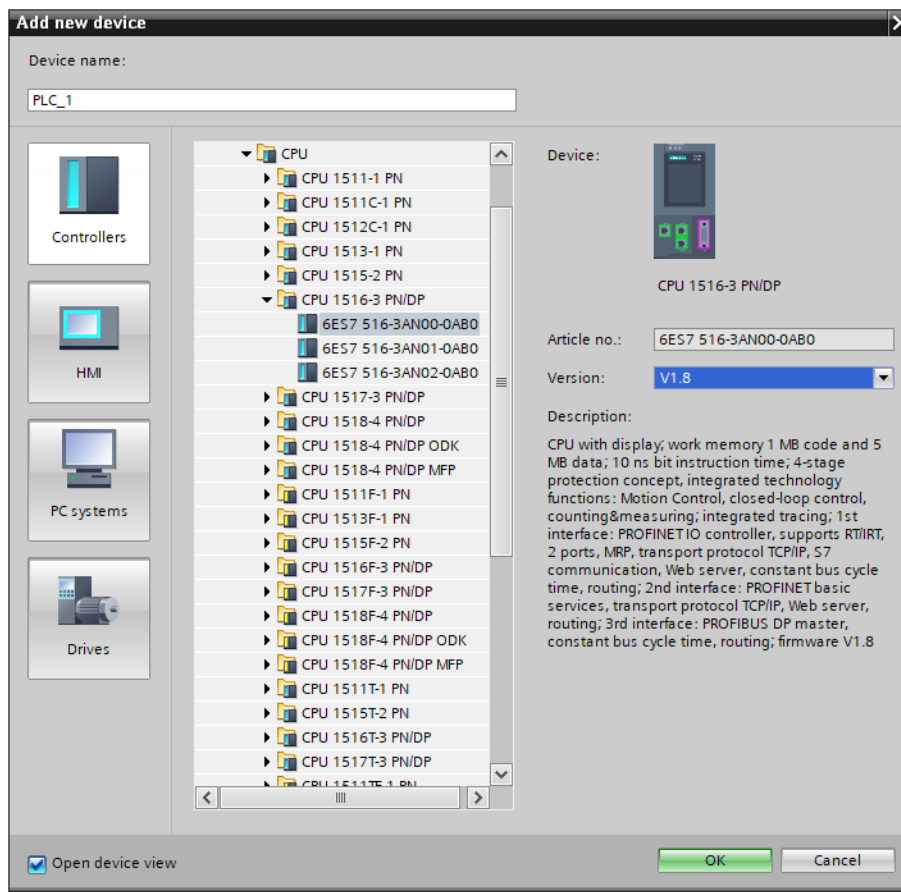 Add new device
Device name:
PLC_1
Controllers
HMI
PC systems
Drives
CPU
CPU 1511-1 PN
CPU 1511C-1 PN
CPU 1512C-1 PN
CPU 1513-1 PN
CPU 1515-2 PN
CPU 1516-3 PN/DP
6ES7 516-3AN00-0AB0
6ES7 516-3AN01-0AB0
6ES7 516-3AN02-0AB0
CPU 1517-3 PN/DP
CPU 1518-4 PN/DP
CPU 1518-4 PN/DP ODK
CPU 1518-4 PN/DP MFP
CPU 1511F-1 PN
CPU 1513F-1 PN
CPU 1515F-2 PN
CPU 1516F-3 PN/DP
CPU 1517F-3 PN/DP
CPU 1518F-4 PN/DP
CPU 1518F-4 PN/DP ODK
CPU 1518F-4 PN/DP MFP
CPU 1511T-1 PN
CPU 1515T-2 PN
CPU 1516T-3 PN/DP
CPU 1517T-3 PN/DP
CPU 1511TF-1 PN
Device:
CPU 1516-3 PN/DP
Article no.:
6ES7 516-3AN00-0AB0
Version:
V1.8
Description:
CPU with display; work memory 1 MB code and 5
MB data; 10 ns bit instruction time; 4-stage
protection concept, integrated technology
functions: Motion Control, closed-loop control,
counting&measuring; integrated tracing; 1st
interface: PROFINET IO controller, supports RT/IRT,
2 ports, MRP, transport protocol TCP/IP, S7
communication, Web server, constant bus cycle
time, routing; 2nd interface: PROFINET basic
services, transport protocol TCP/IP, Web server,
routing; 3rd interface: PROFIBUS DP master,
constant bus cycle time, routing; firmware V1.8
Open device view
OK
Cancel